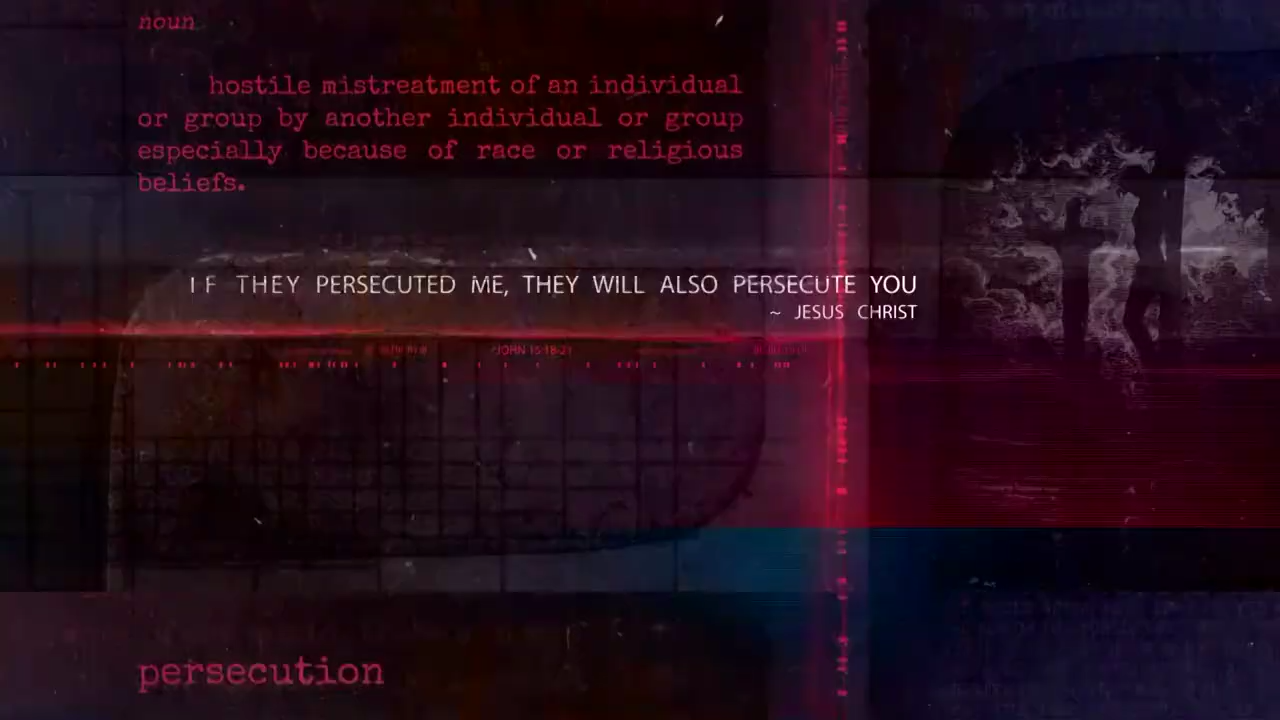 noun
hostile mistreatment of an individual
or group by another individual or group
especially because of race or religious
beliefs.
IF THEY PERSECUTED ME, THEY WILL ALSO PERSECUTE YOU
~ JESUS CHRIST
JOHN 15:18-21
persecution